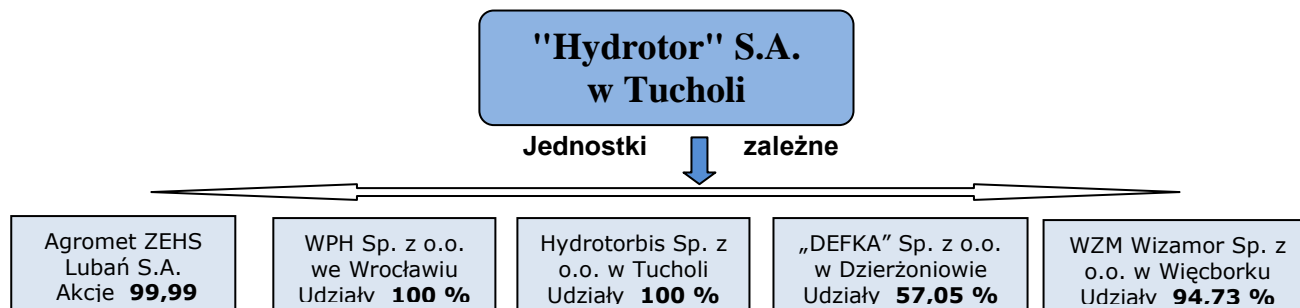 "Hydrotor" S.A.
w Tucholi
Jednostki zależne
Agromet ZEHS
Lubań S.A.
Akcje 99,99
WPH Sp. z o.o.
we Wrocławiu
Udziały 100 %
Hydrotorbis Sp. z
o.o. w Tucholi
Udziały 100 %
„DEFKA” Sp. z o.o.
w Dzierżoniowie
Udziały 57,05 %
WZM Wizamor Sp. z
o.o. w Więcborku
Udziały 94,73 %